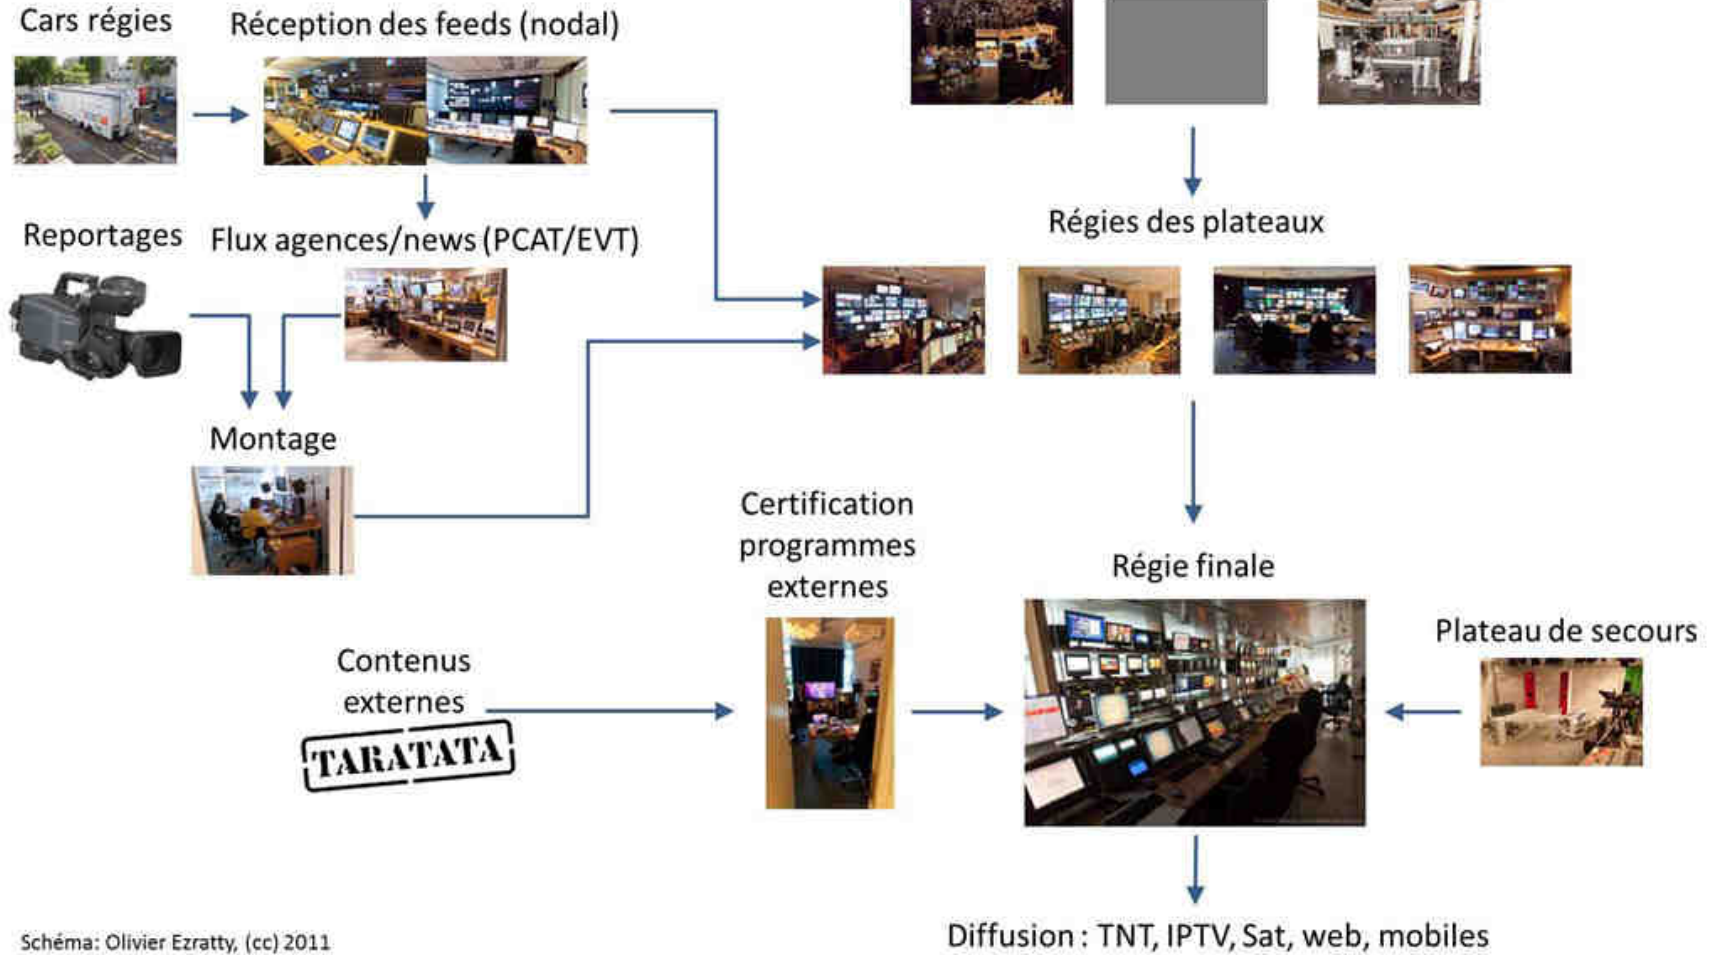 Cars régies
Réception des feeds (nodal)
Reportages
Flux agences/news (PCAT/EVT)
Régies des plateaux
Montage
Certification
programmes
externes
Régie finale
Plateau de secours
Contenus
externes
TARATATA
Diffusion : TNT, IPTV, Sat, web, mobiles
Schéma: Olivier Ezratty, (cc) 2011